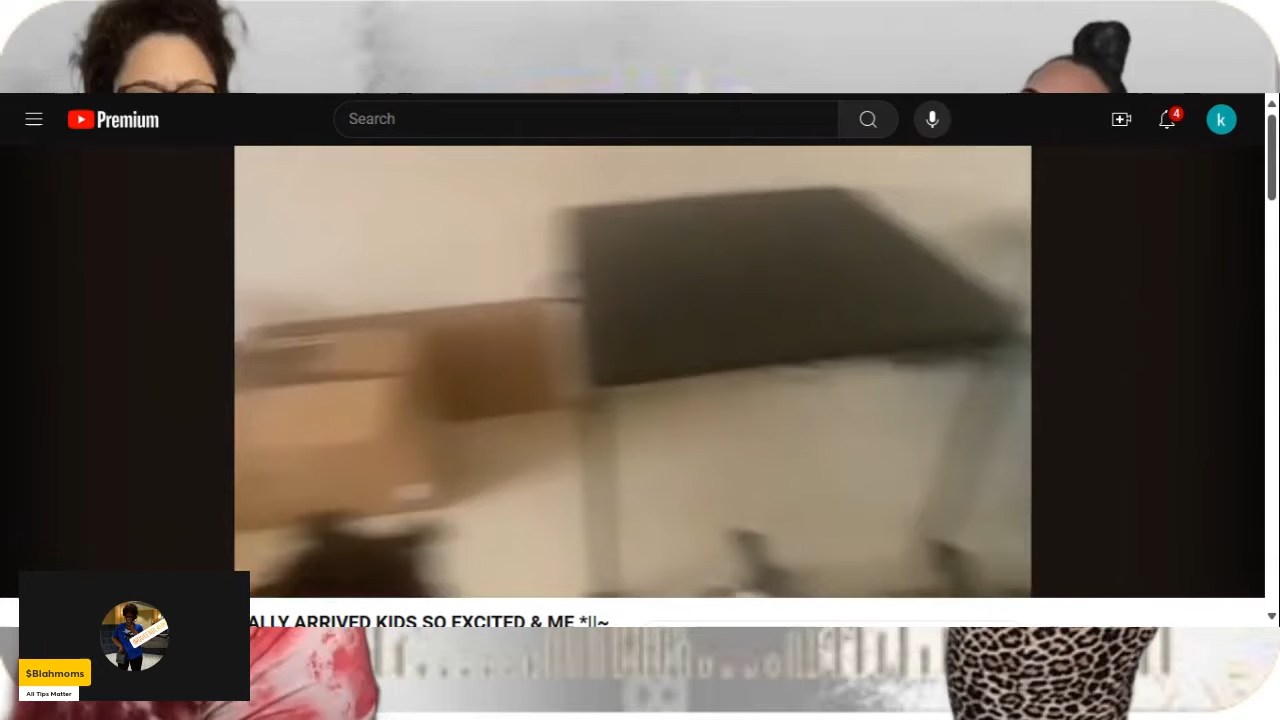 Premium
Search
4
k
ALLY ARRIVED KIDS SO EXCITED & ME *||~
$Blahmoms
All Tips Matter